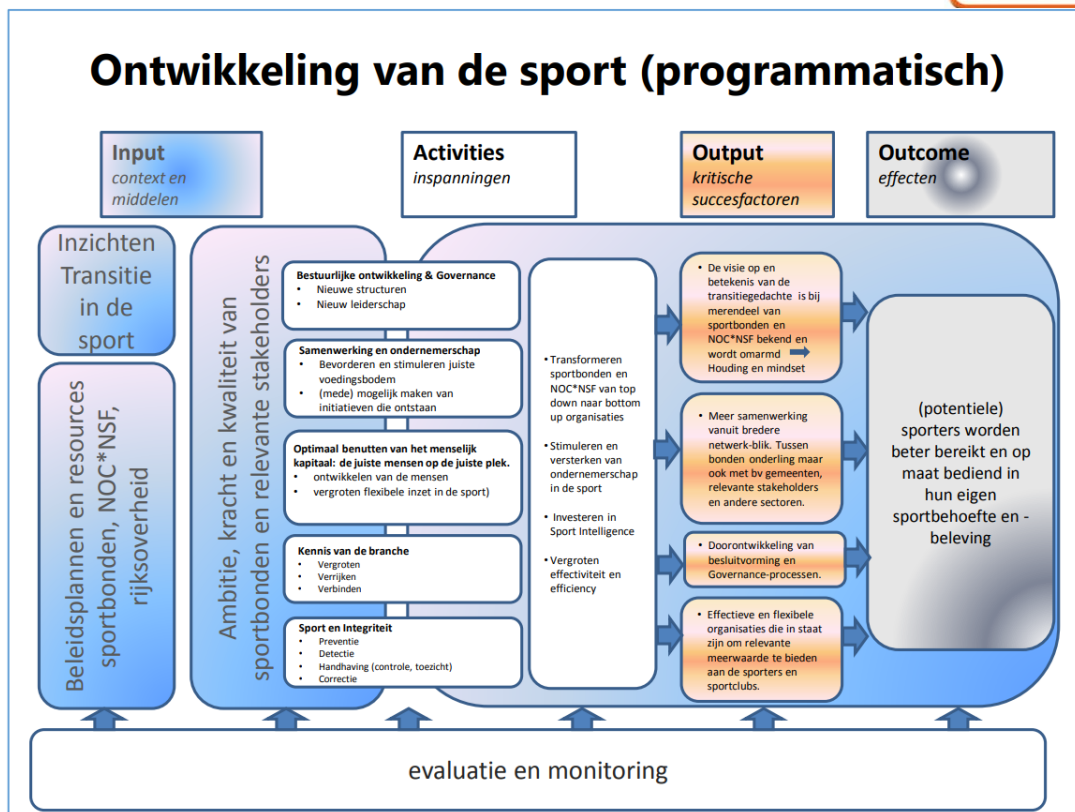 Ontwikkeling van de sport (programmatisch)
Input
context en
middelen
Activities
inspanningen
Output
kritische
succesfactoren
Outcome
effecten
Inzichten
Transitie
in de
sport
Beleidsplannen en resources
sportbonden, NOC*NSF,
rijksoverheid
Ambitie, kracht en kwaliteit van
sportbonden en relevante stakeholders
Bestuurlijke ontwikkeling & Governance
• Nieuwe structuren
• Nieuw leiderschap
Samenwerking en ondernemerschap
• Bevorderen en stimuleren juiste
voedingsbodem
• (mede) mogelijk maken van
initiatieven die ontstaan
Optimaal benutten van het menselijk
kapitaal: de juiste mensen op de juiste plek.
• ontwikkelen van de mensen
• vergroten flexibele inzet in de sport)
Kennis van de branche
• Vergroten
• Verrijken
• Verbinden
Sport en Integriteit
• Preventie
• Detectie
• Handhaving (controle, toezicht)
• Correctie
• Transformeren
sportbonden en
NOC*NSF van top
down naar bottom
up organisaties
• Stimuleren en
versterken van
ondernemerschap
in de sport
• Investeren in
Sport Intelligence
• Vergroten
effectiviteit en
efficiency
• De visie op en
betekenis van de
transitiegedachte is bij
merendeel van
sportbonden en
NOC*NSF bekend en
wordt omarmd
Houding en mindset
• Meer samenwerking
vanuit bredere
netwerk-blik. Tussen
bonden onderling maar
ook met bv gemeenten,
relevante stakeholders
en andere sectoren.
• Doorontwikkeling van
besluitvorming en
Governance-processen.
• Effectieve en flexibele
organisaties die in staat
zijn om relevante
meerwaarde te bieden
aan de sporters en
sportclubs.
(potentiele)
sporters worden
beter bereikt en op
maat bediend in
hun eigen
sportbehoefte en -
beleving
evaluatie en monitoring